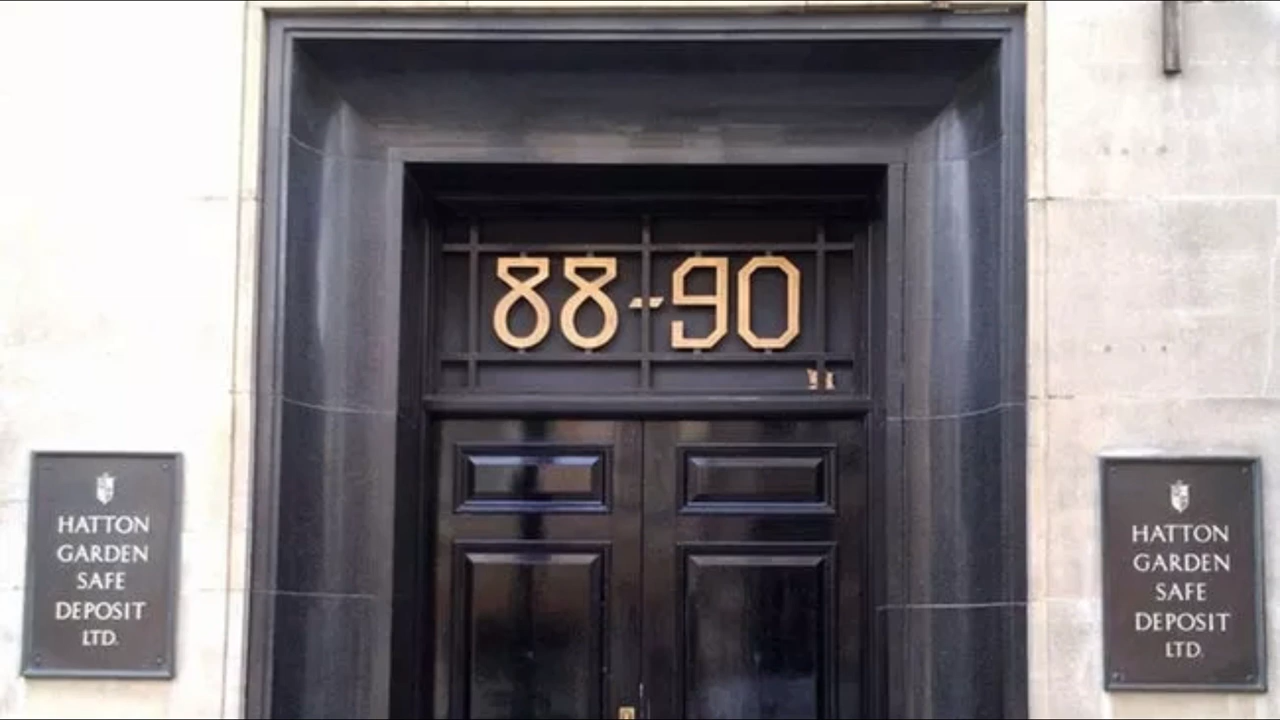 88-90
HATTON
GARDEN
SAFE
DEPOSIT
LTD.
HATTON
GARDEN
SAFE
DEPOSIT
LTD.